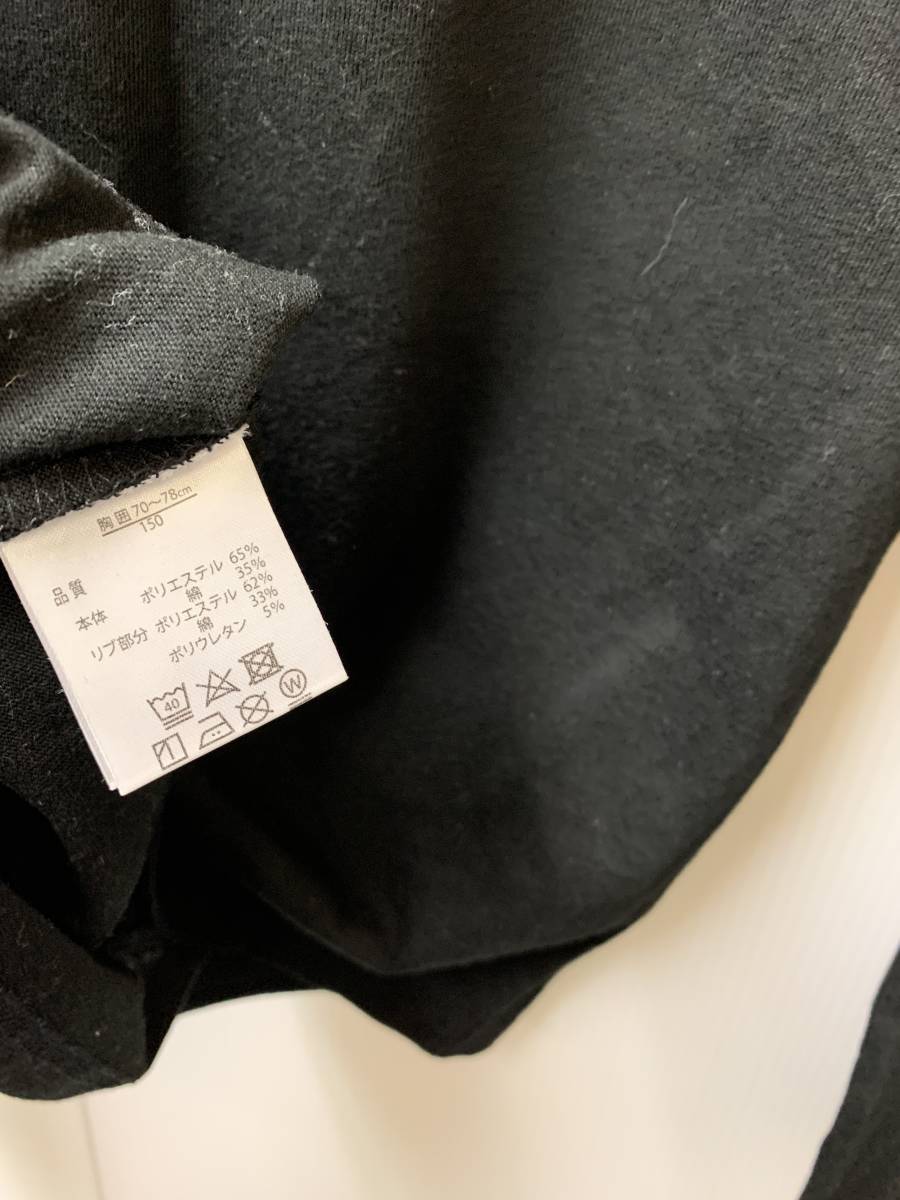 胸囲70〜78cm
150
品質
本体 ポリエステル 65%
綿 35%
リブ部分 ポリエステル 62%
綿 33%
ポリウレタン 5%
40
W